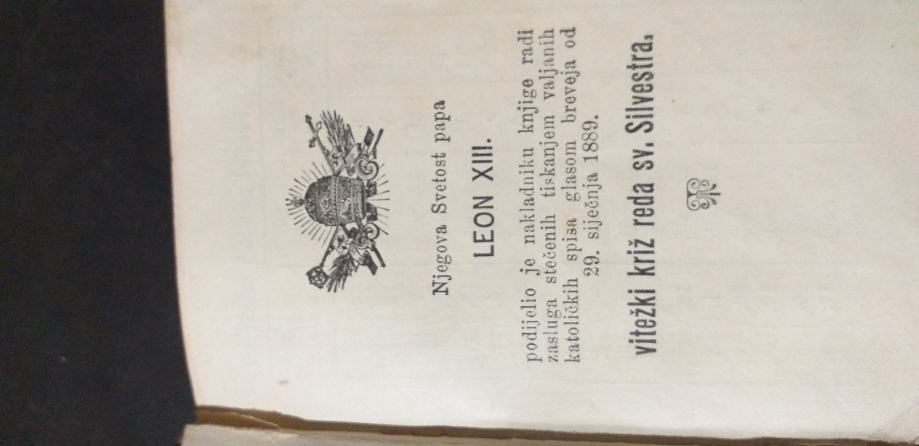 Njegova Svetost papa
LEON XIII.
podijelio je nakladniku knjige radi
zasluga stečenih tiskanjem valjanih
katoličkih spisa glasom breveja od
29. siječnja 1889.
vitežki križ reda sv. Silvestra.